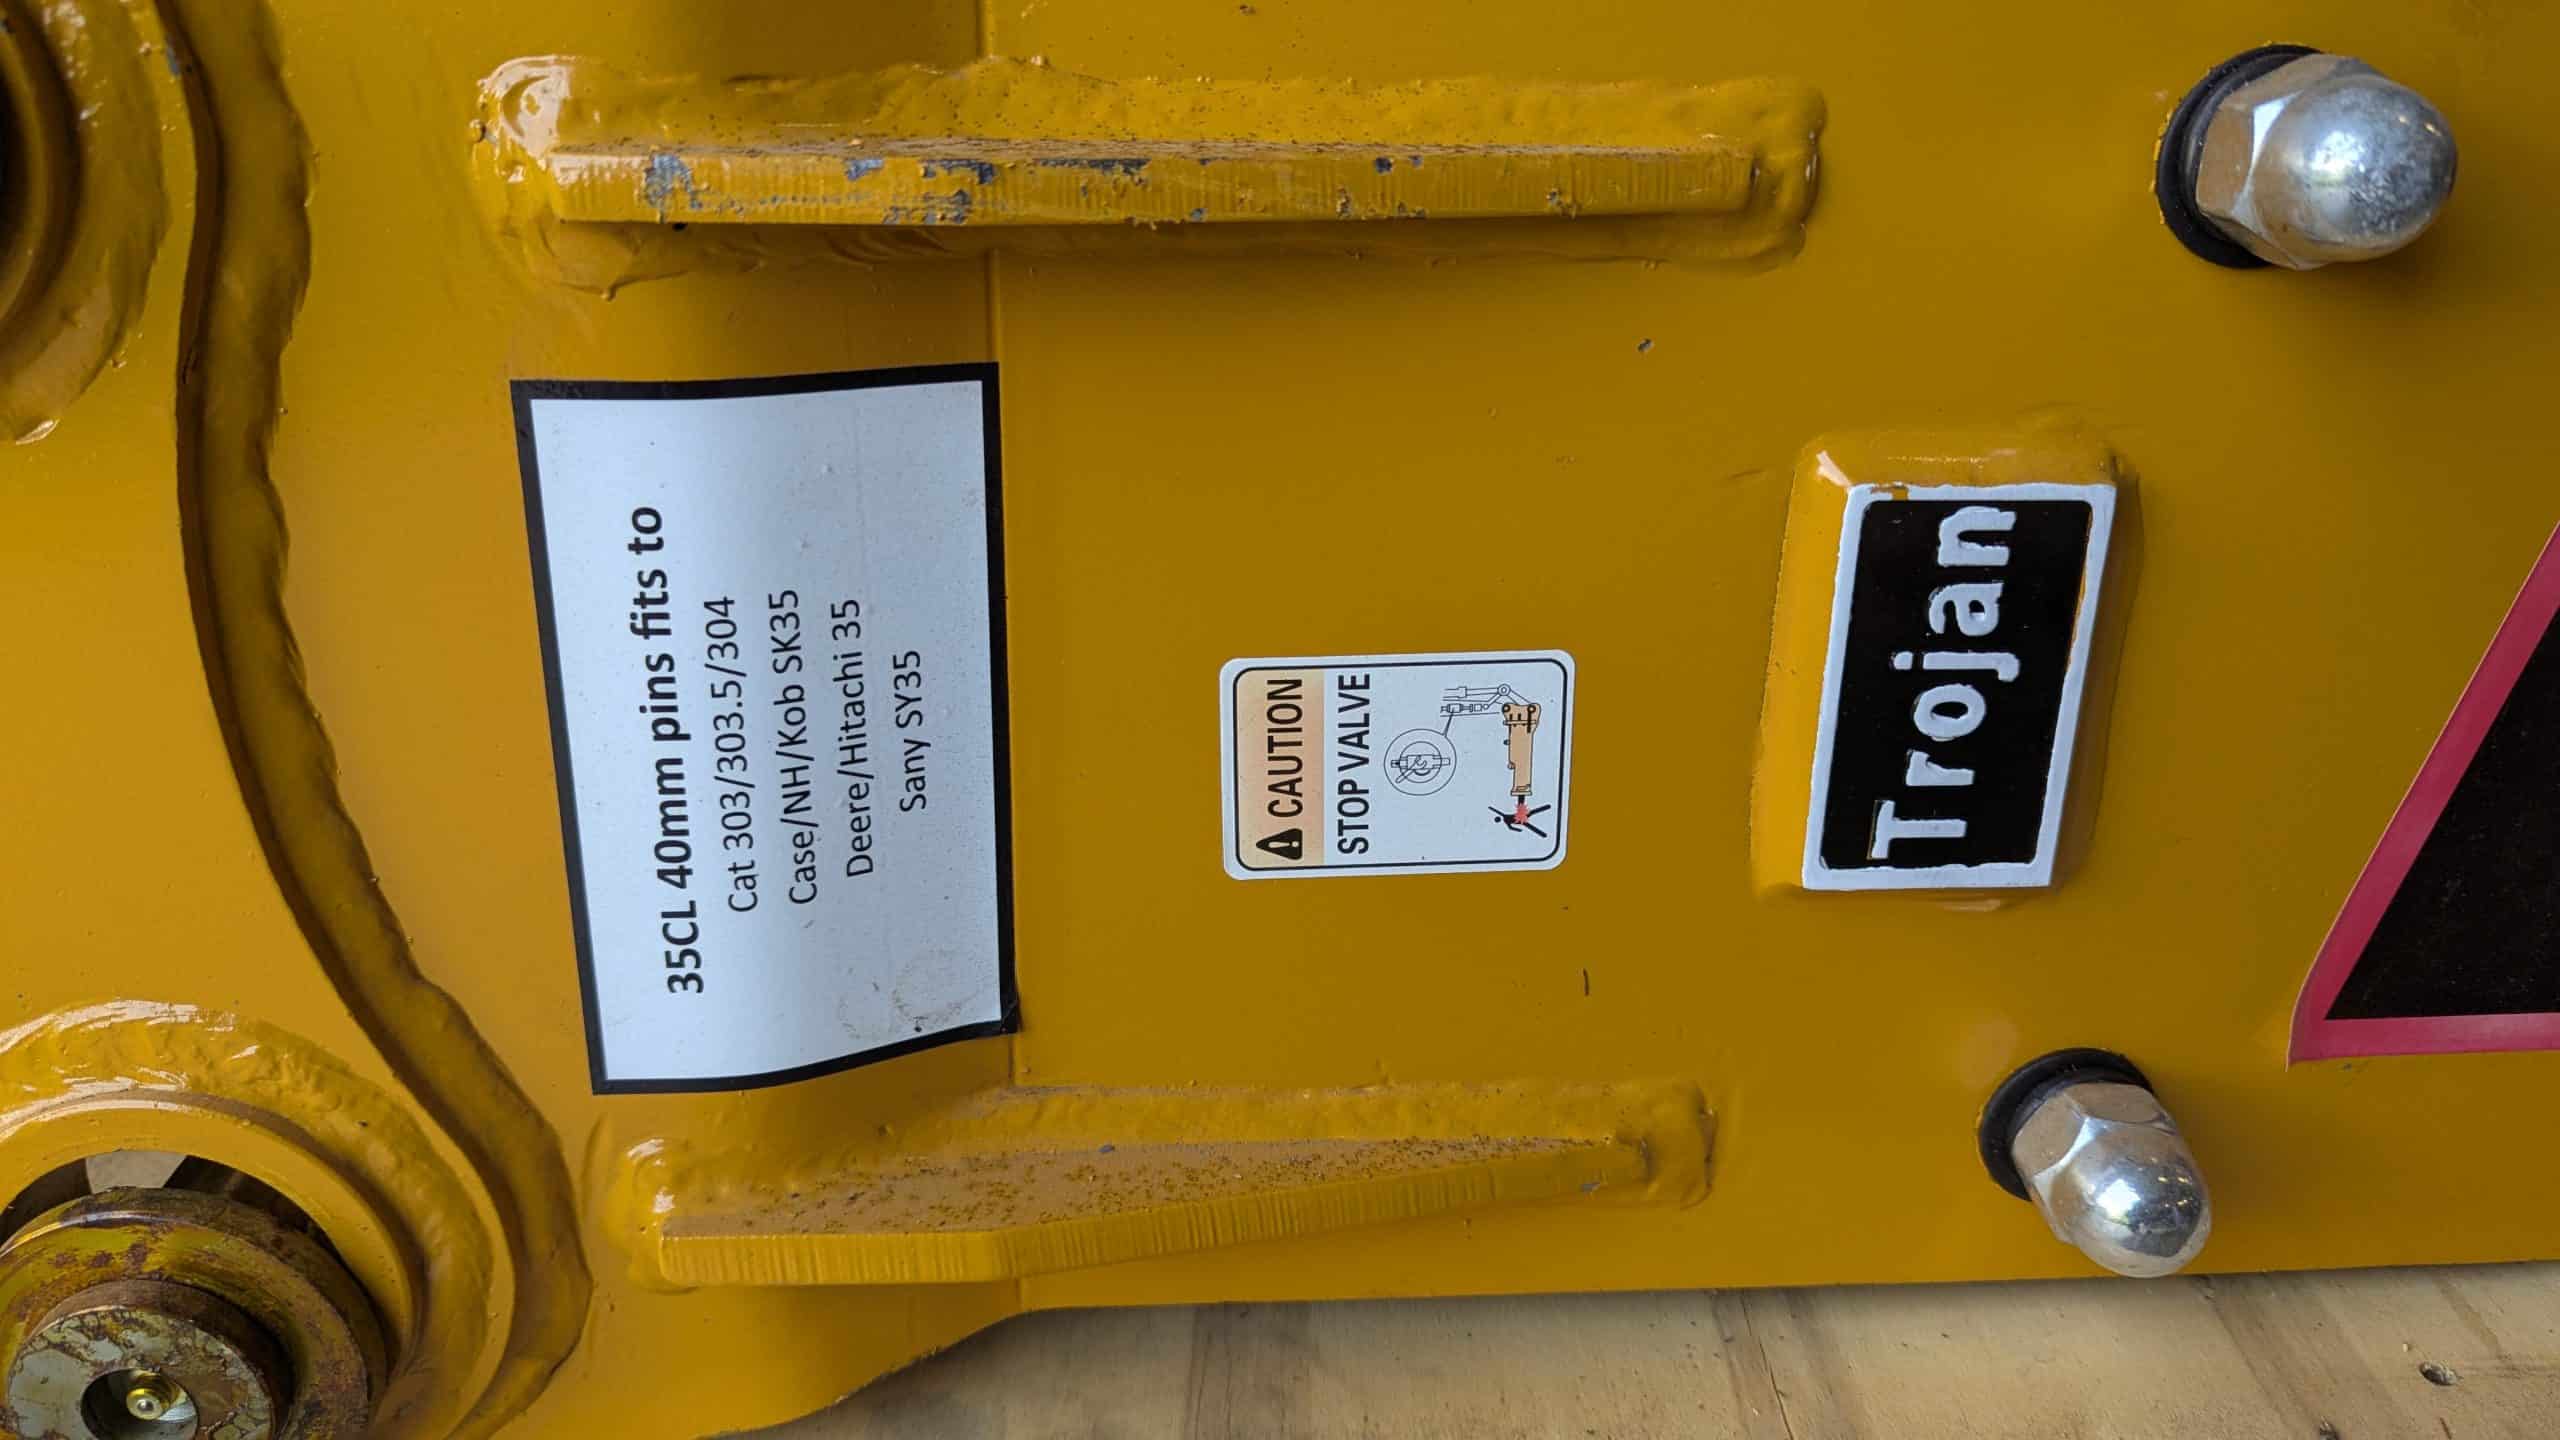 35CL 40mm pins fits to
Cat 303/303.5/304
Case/NH/Kob SK35
Deere/Hitachi 35
Sany SY35
CAUTION
STOP VALVE
Trojan